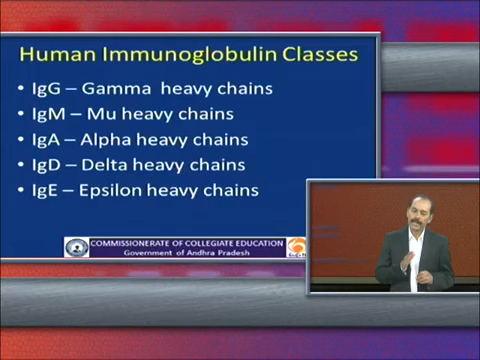 Human Immunoglobulin Classes
• IgG – Gamma heavy chains
• IgM – Mu heavy chains
• IgA – Alpha heavy chains
• IgD – Delta heavy chains
• IgE – Epsilon heavy chains
COMMISSIONERATE OF COLLEGIATE EDUCATION
Government of Andhra Pradesh